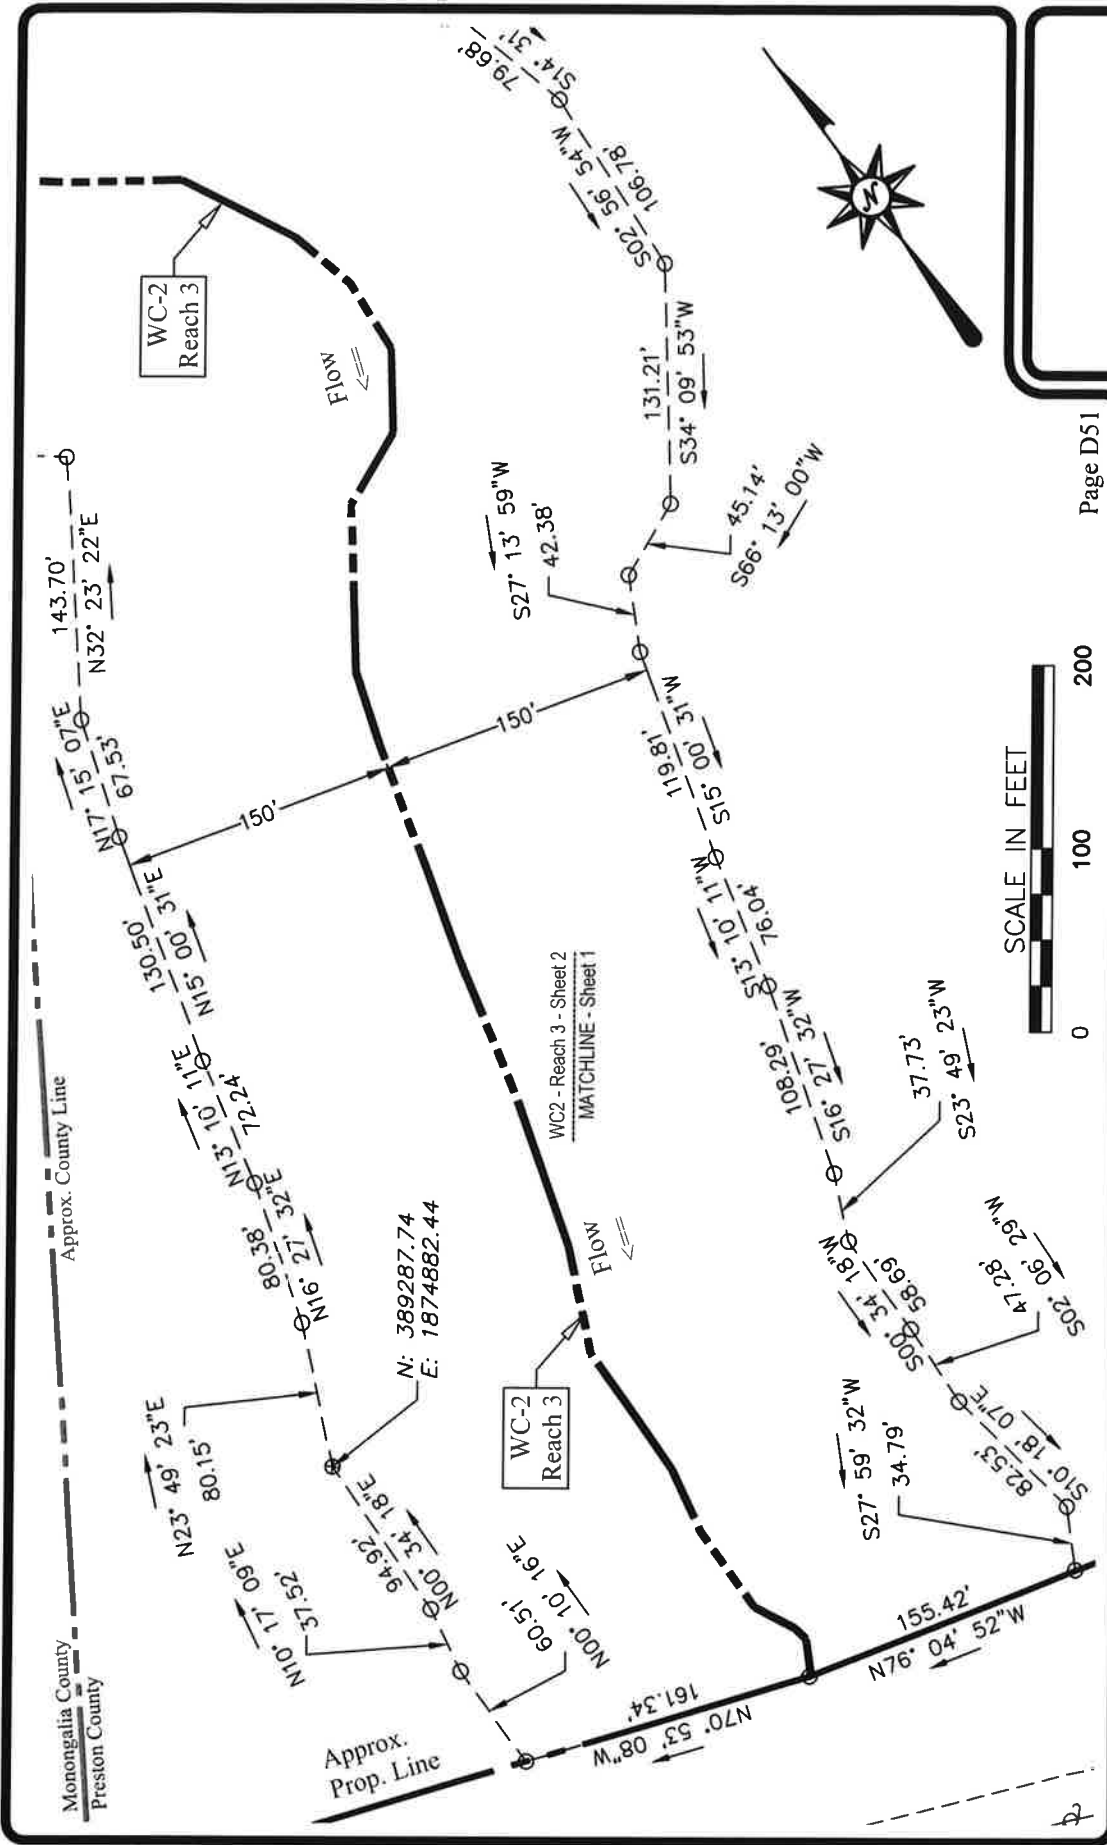 79.68'
S14° 31'
S02° 56' 54"W
106.78'
WC-2
Reach 3
Flow
131.21'
S34° 09' 53"W
143.70'
N32° 23' 22"E
S27° 13' 59"W
42.38'
45.14'
S66° 13' 00"W
Page D51
N17° 15' 07"E
67.53'
150'
150'
119.81'
S15° 00' 31"W
130.50'
N15° 00' 31"E
S13° 10' 11"W
76.04'
SCALE IN FEET
0
100
200
N13° 10' 11"E
72.24'
WC2 - Reach 3 - Sheet 2
MATCHLINE - Sheet 1
108.29'
S16° 27' 32"W
37.73'
S23° 49' 23"W
Approx. County Line
80.38'
N16° 27' 32"E
N: 389287.74
E: 1874882.44
Flow
S00° 34' 18"W
58.69'
47.28'
S02° 06' 29"W
N23° 49' 23"E
80.15'
WC-2
Reach 3
S27° 59' 32"W
34.79'
82.53'
S10° 18' 07"E
94.92'
N00° 34' 18"E
N10° 17' 09"E
37.52'
60.51'
N00° 10' 16"E
155.42'
N76° 04' 52"W
161.34'
N70° 53' 08"W
Monongalia County
Preston County
Approx.
Prop. Line
N